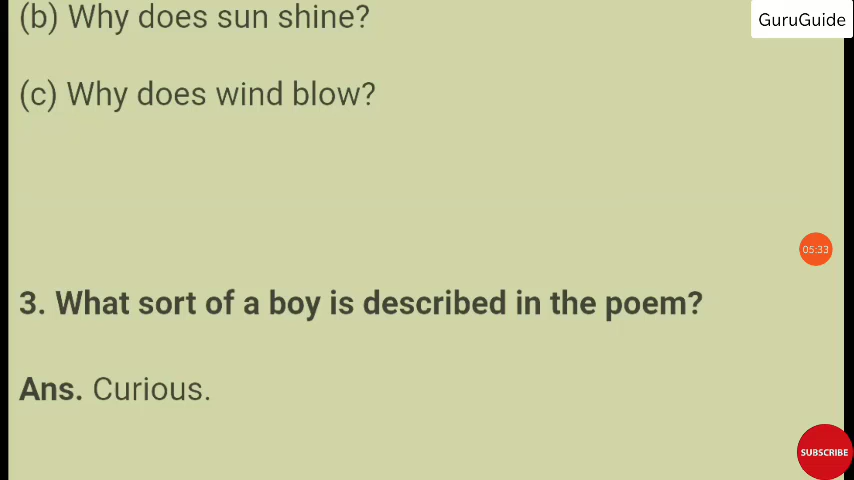 (b) Why does sun shine?
GuruGuide
(c) Why does wind blow?
05:33
3. What sort of a boy is described in the poem?
Ans. Curious.
SUBSCRIBE